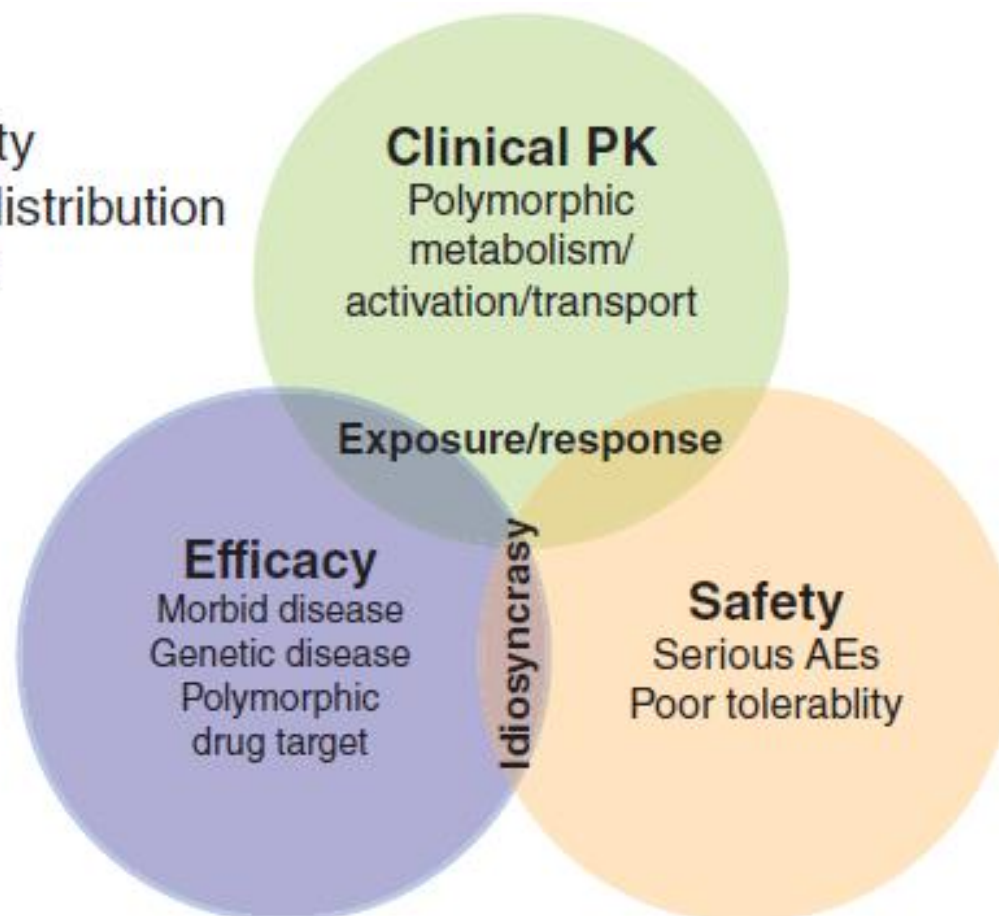 ty
listribution
Clinical PK
Polymorphic
metabolism/
activation/transport
Exposure/response
Efficacy
Morbid disease
Genetic disease
Polymorphic
drug target
Idiosyncrasy
Safety
Serious AEs
Poor tolerablity